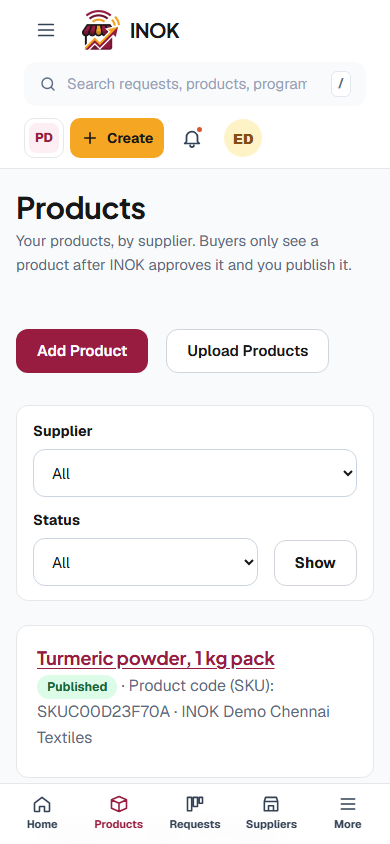 INOK
Search requests, products, program
/
PD
Create
ED
Products
Your products, by supplier. Buyers only see a
product after INOK approves it and you publish it.
Add Product
Upload Products
Supplier
All
Status
All
Show
Turmeric powder, 1 kg pack
Published · Product code (SKU):
SKUC00D23F70A · INOK Demo Chennai
Textiles
Home
Products
Requests
Suppliers
More